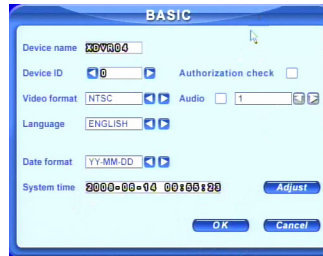 BASIC
Device name XDVR04
Device ID 0 Authorization check
Video format NTSC Audio 1
Language ENGLISH
Date format YY-MM-DD
System time Adjust
OK Cancel